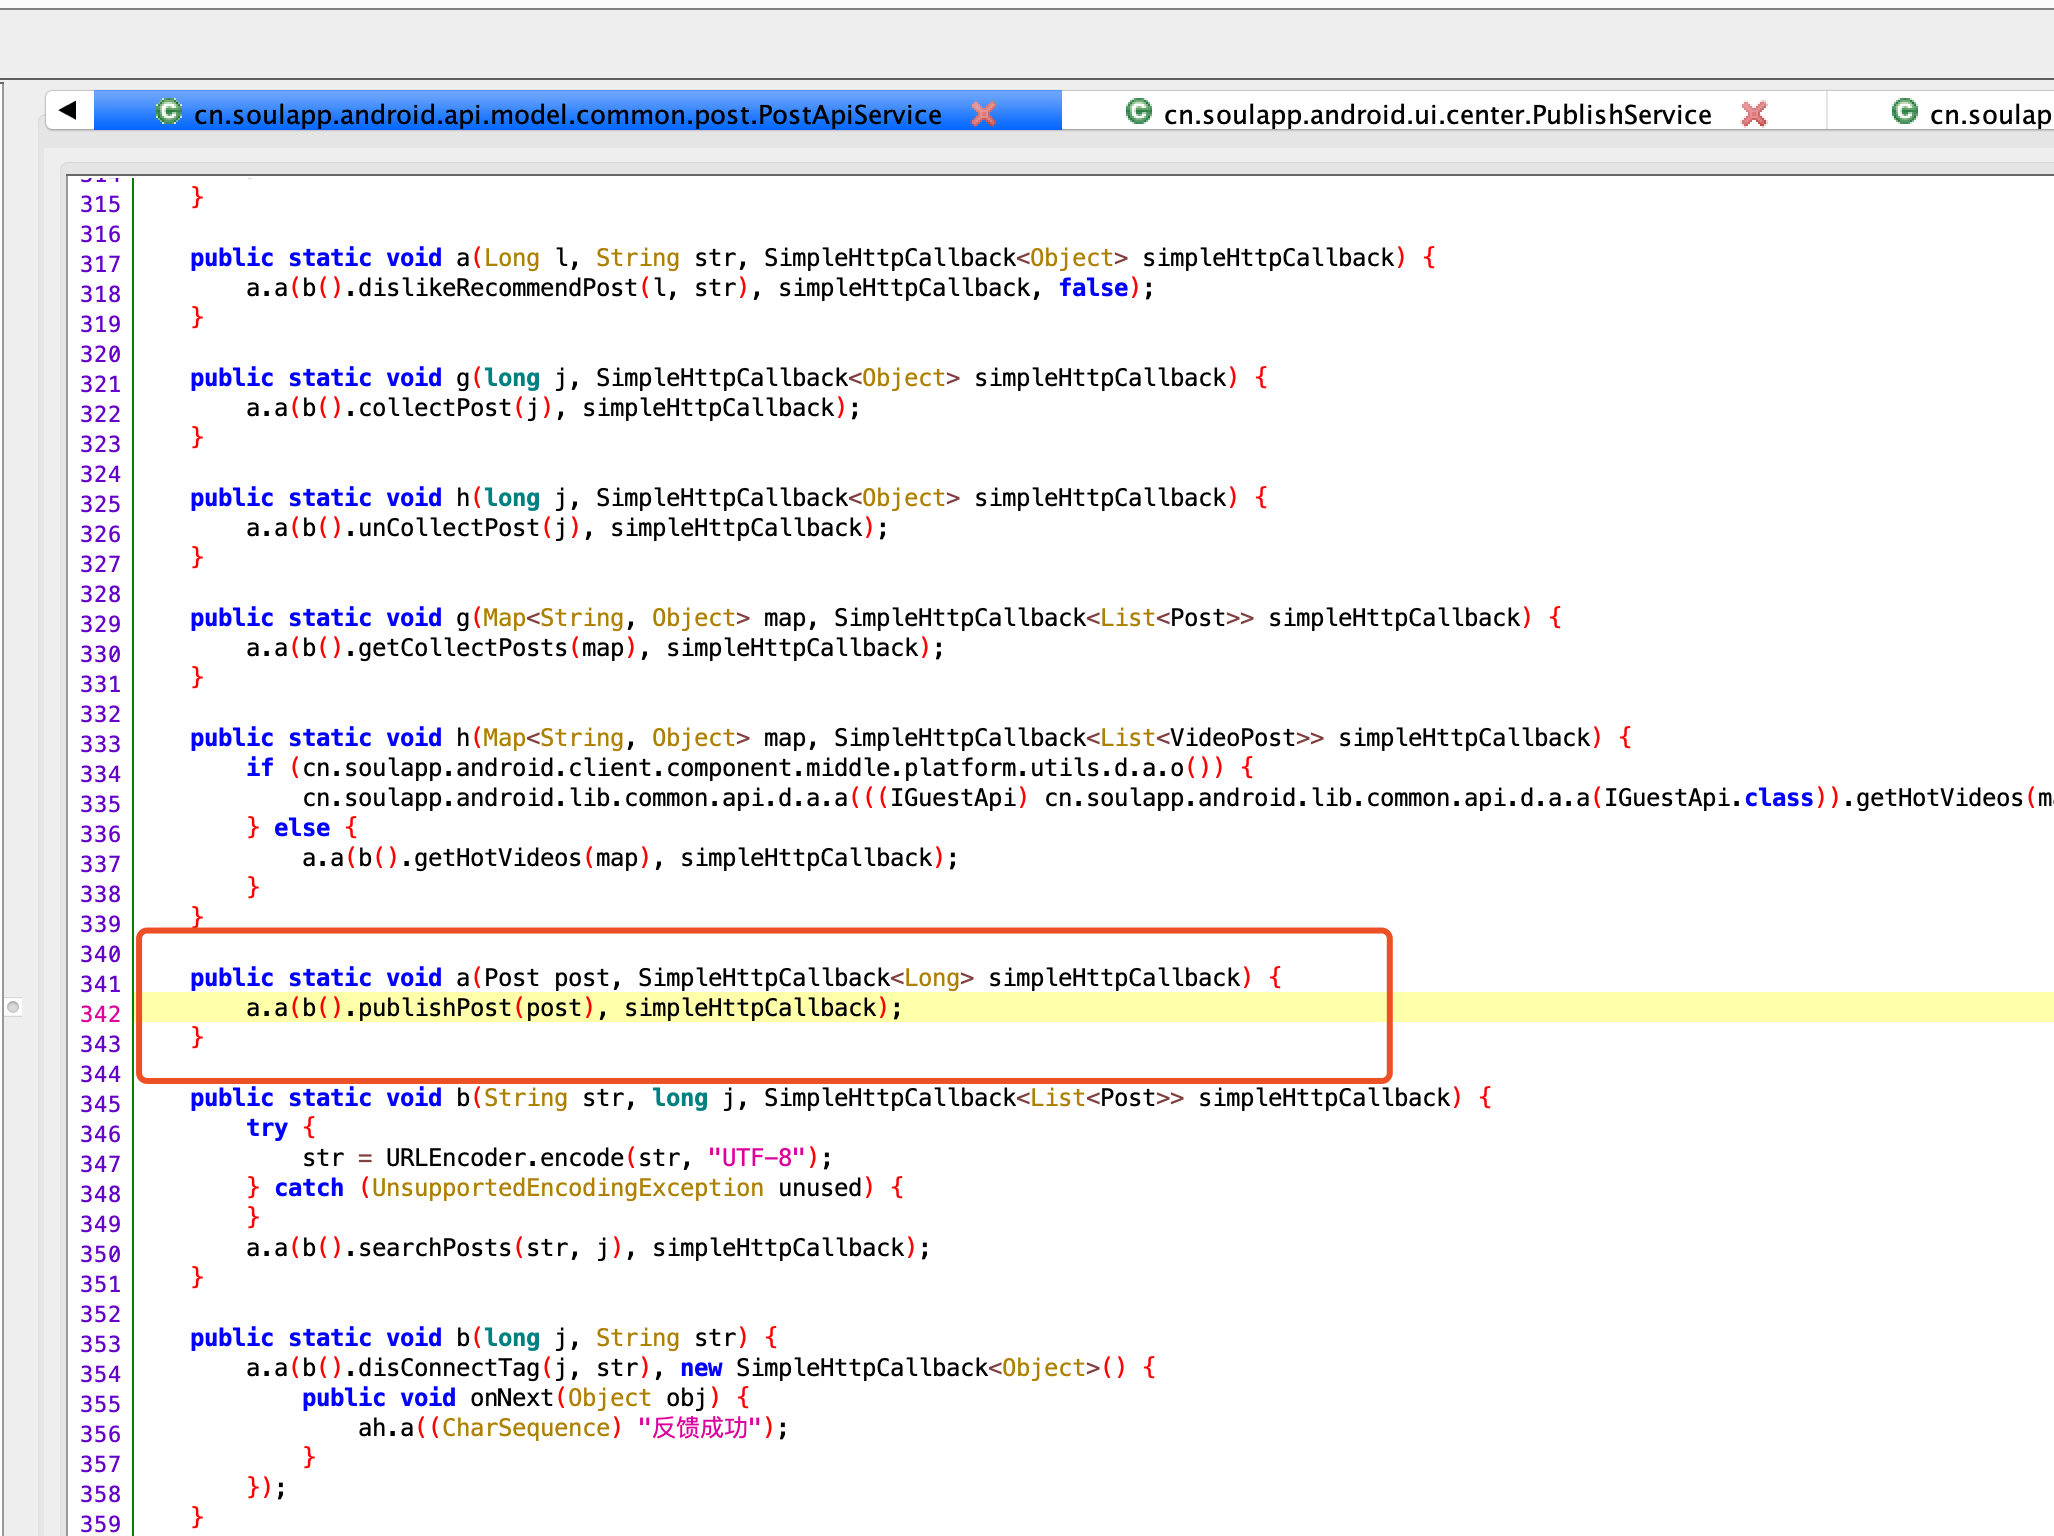 cn.soulapp.android.api.model.common.post.PostApiService cn.soulapp.android.ui.center.PublishService cn.soulap
315 }
316
317 public static void a(Long l, String str, SimpleHttpCallback<Object> simpleHttpCallback) {
318 a.a(b().dislikeRecommendPost(l, str), simpleHttpCallback, false);
319 }
320
321 public static void g(long j, SimpleHttpCallback<Object> simpleHttpCallback) {
322 a.a(b().collectPost(j), simpleHttpCallback);
323 }
324
325 public static void h(long j, SimpleHttpCallback<Object> simpleHttpCallback) {
326 a.a(b().unCollectPost(j), simpleHttpCallback);
327 }
328
329 public static void g(Map<String, Object> map, SimpleHttpCallback<List<Post>> simpleHttpCallback) {
330 a.a(b().getCollectPosts(map), simpleHttpCallback);
331 }
332
333 public static void h(Map<String, Object> map, SimpleHttpCallback<List<VideoPost>> simpleHttpCallback) {
334 if (cn.soulapp.android.client.component.middle.platform.utils.d.a.o()) {
335 cn.soulapp.android.lib.common.api.d.a.a(((IGuestApi) cn.soulapp.android.lib.common.api.d.a.a(IGuestApi.class)).getHotVideos(m
336 } else {
337 a.a(b().getHotVideos(map), simpleHttpCallback);
338 }
339 }
340
341 public static void a(Post post, SimpleHttpCallback<Long> simpleHttpCallback) {
342 a.a(b().publishPost(post), simpleHttpCallback);
343 }
344
345 public static void b(String str, long j, SimpleHttpCallback<List<Post>> simpleHttpCallback) {
346 try {
347 str = URLEncoder.encode(str, "UTF-8");
348 } catch (UnsupportedEncodingException unused) {
349 }
350 a.a(b().searchPosts(str, j), simpleHttpCallback);
351 }
352
353 public static void b(long j, String str) {
354 a.a(b().disConnectTag(j, str), new SimpleHttpCallback<Object>() {
355 public void onNext(Object obj) {
356 ah.a((CharSequence) "反馈成功");
357 }
358 });
359 }